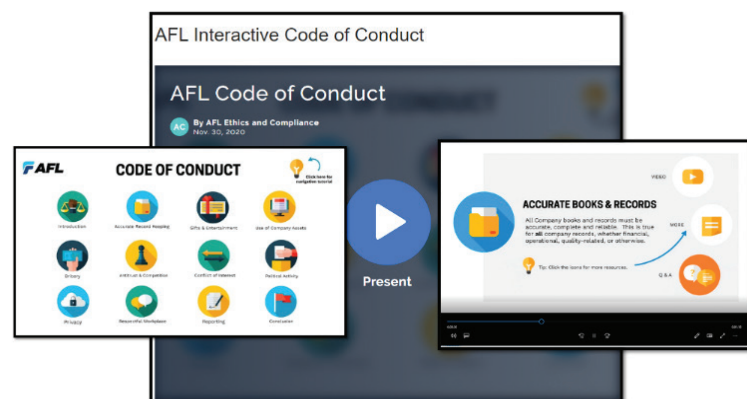 AFL Interactive Code of Conduct
AFL Code of Conduct
AC
By AFL Ethics and Compliance
Nov. 30, 2020
AFL
CODE OF CONDUCT
Click here for
navigation tutorial
Introduction
Accurate Record Keeping
Gifts & Entertainment
Use of Company Assets
Bribery
Antitrust & Competition
Conflict of Interest
Political Activity
Privacy
Respectful Workplace
Reporting
Conclusion
Present
VIDEO
ACCURATE BOOKS & RECORDS
All Company books and records must be
accurate, complete and reliable. This is true
for all company records, whether financial,
operational, quality-related, or otherwise.
MORE
Tip: Click the icons for more resources.
Q & A